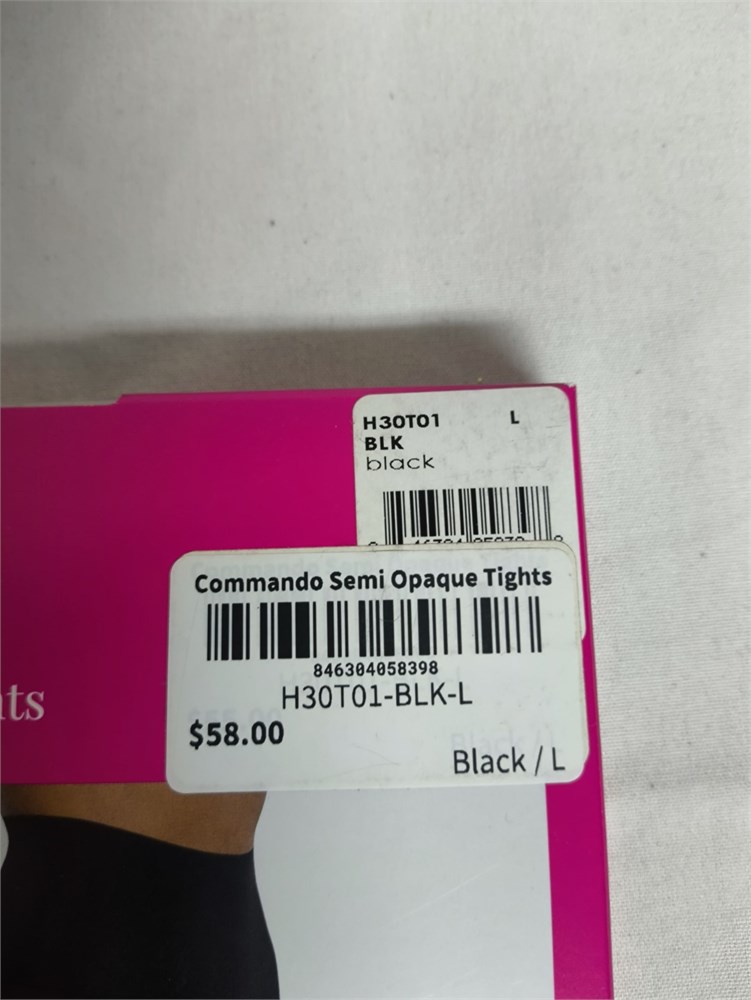 H30T01 L
BLK
black
Commando Semi Opaque Tights
846304058398
H30T01-BLK-L
$58.00
Black / L